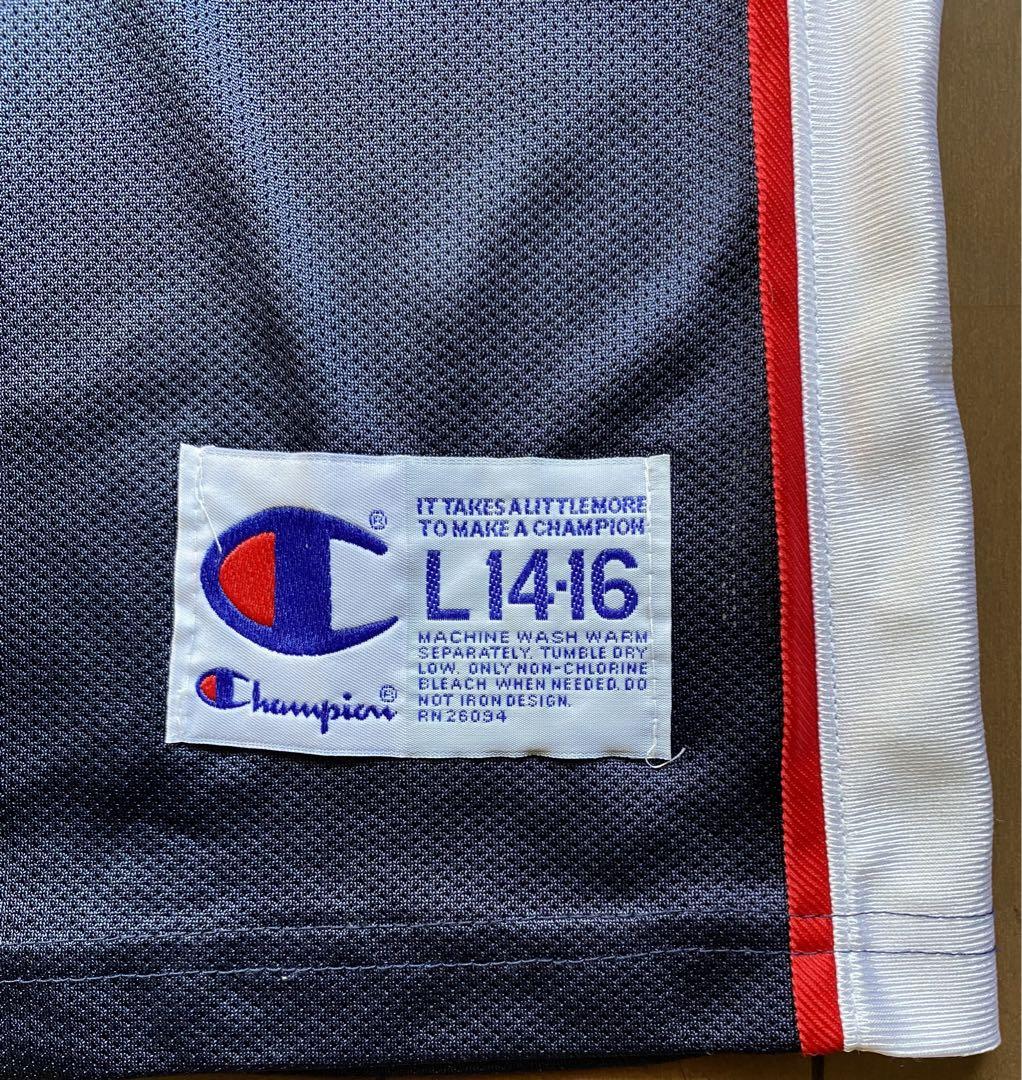 ®
IT TAKES A LITTLE MORE
TO MAKE A CHAMPION
L 14·16
MACHINE WASH WARM
SEPARATELY. TUMBLE DRY
LOW. ONLY NON-CHLORINE
BLEACH WHEN NEEDED. DO
NOT IRON DESIGN.
RN 26094
Champion®